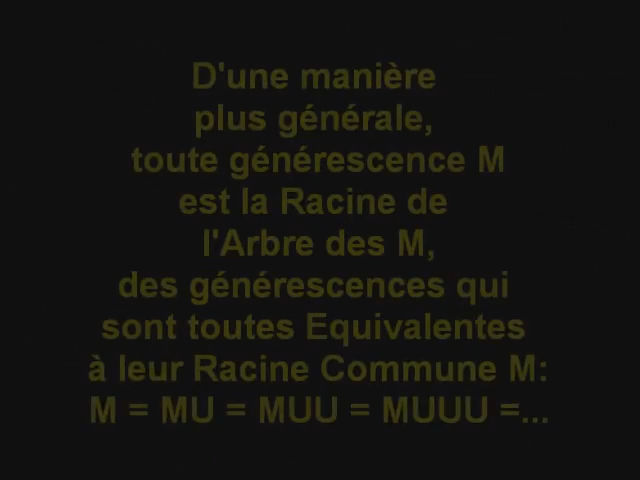 D'une manière
plus générale,
toute générescence M
est la Racine de
l'Arbre des M,
des générescences qui
sont toutes Equivalentes
à leur Racine Commune M:
M = MU = MUU = MUUU =...